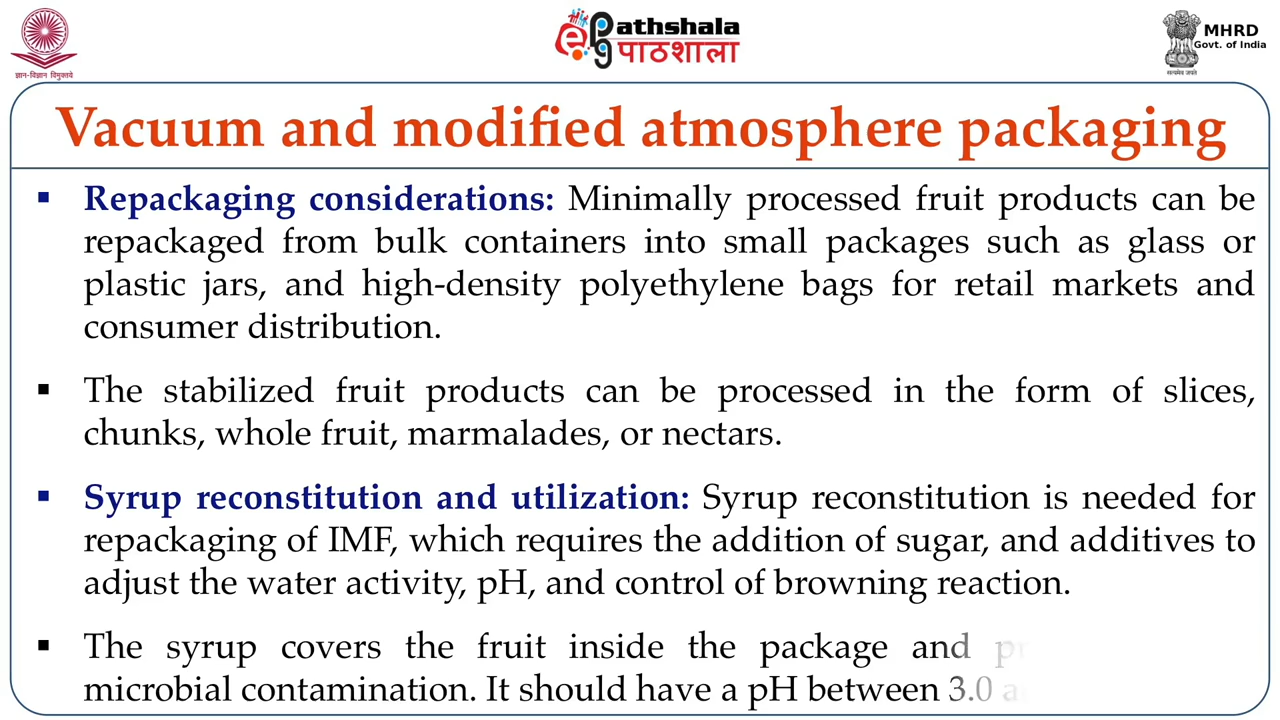 ज्ञान-विज्ञान विमुक्तये
ePathshala
पाठशाला
MHRD
Govt. of India
सत्यमेव जयते
Vacuum and modified atmosphere packaging
▪ Repackaging considerations: Minimally processed fruit products can be
repackaged from bulk containers into small packages such as glass or
plastic jars, and high-density polyethylene bags for retail markets and
consumer distribution.
▪ The stabilized fruit products can be processed in the form of slices,
chunks, whole fruit, marmalades, or nectars.
▪ Syrup reconstitution and utilization: Syrup reconstitution is needed for
repackaging of IMF, which requires the addition of sugar, and additives to
adjust the water activity, pH, and control of browning reaction.
▪ The syrup covers the fruit inside the package and
microbial contamination. It should have a pH between 3.0